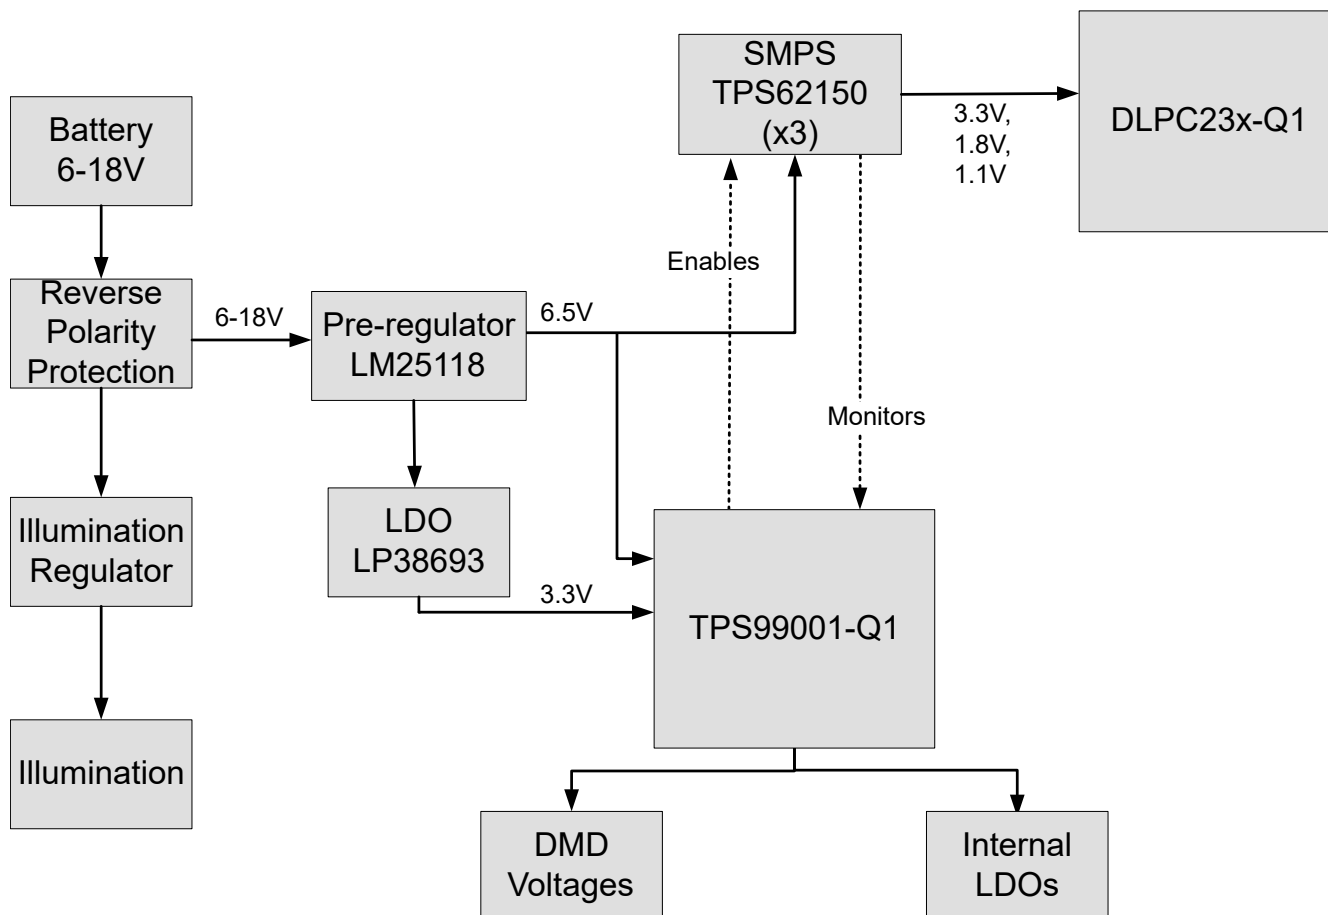 SMPS
TPS62150
(x3)
3.3V,
1.8V,
1.1V
DLPC23x-Q1
Battery
6-18V
Enables
Reverse
Polarity
Protection
6-18V
Pre-regulator
LM25118
6.5V
Monitors
LDO
LP38693
3.3V
Illumination
Regulator
TPS99001-Q1
Illumination
DMD
Voltages
Internal
LDOs